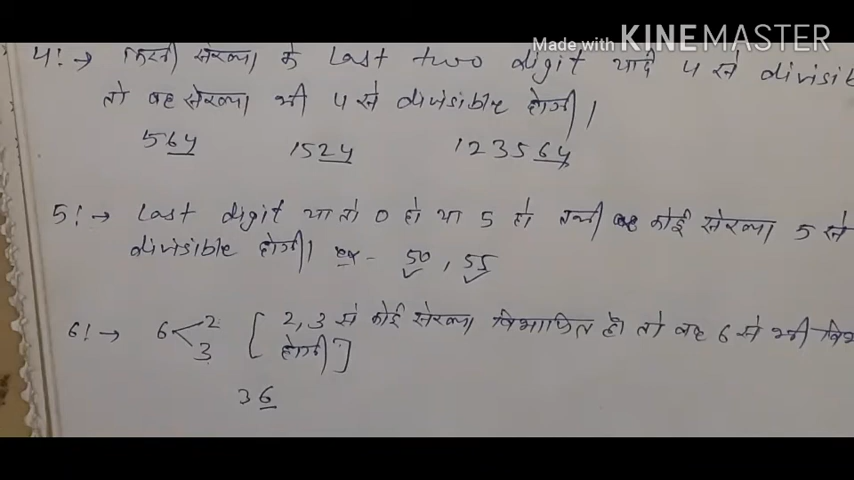 Made with KINEMASTER
4!→ किसी संख्या के Last two digit यदि 4 से divisib
तो वह संख्या भी 4 से divisible होगी।
564 1524 123564
5!→ Last digit या तो 0 हो या 5 हो तभी कोई संख्या 5 से
divisible होगी। ex - 50, 55
6!→ 6 < 2 3 [ 2, 3 से कोई संख्या विभाजित हो तो वह 6 से भी विभ
होगी ]
36